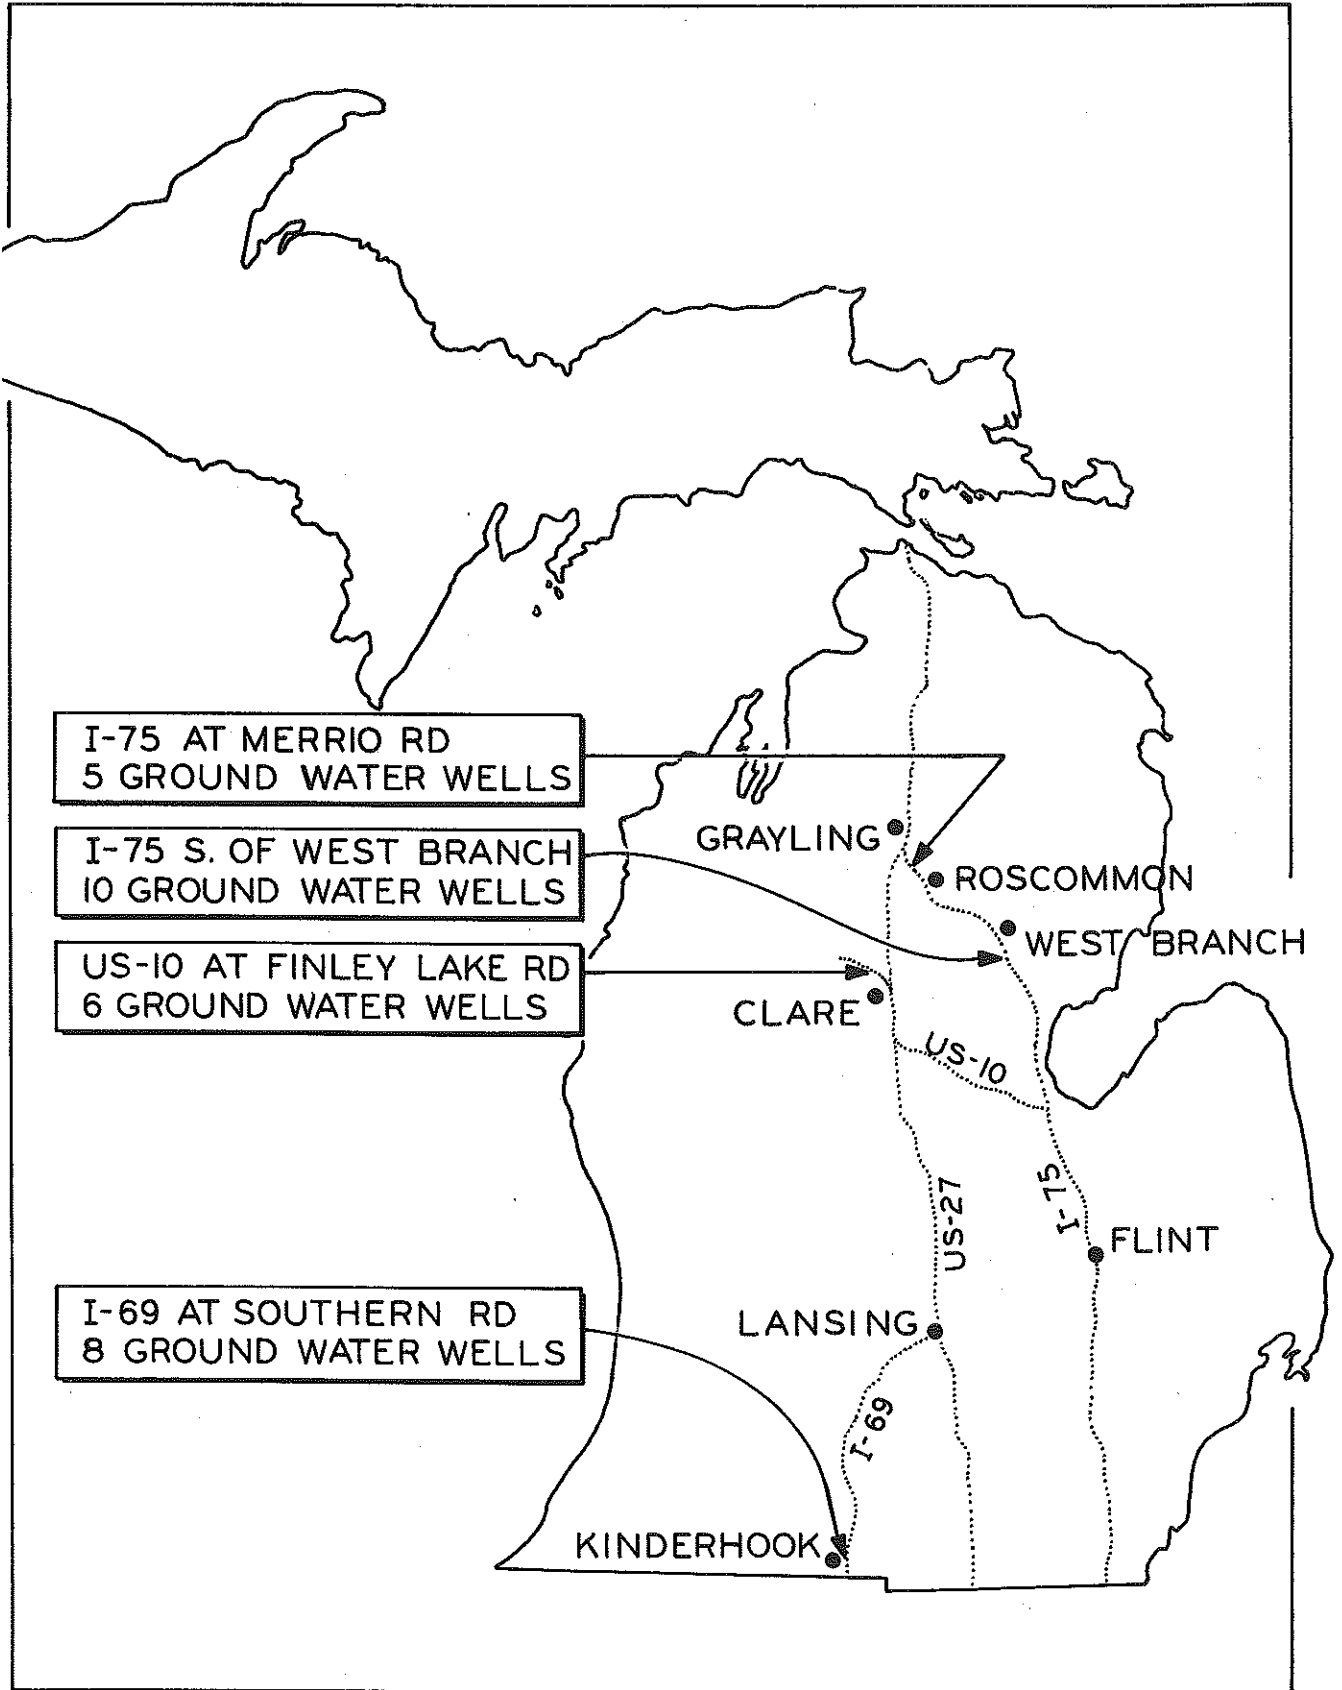 I-75 AT MERRIO RD
5 GROUND WATER WELLS
GRAYLING
I-75 S. OF WEST BRANCH
10 GROUND WATER WELLS
ROSCOMMON
WEST BRANCH
US-10 AT FINLEY LAKE RD
6 GROUND WATER WELLS
CLARE
US-10
US-27
I-75
FLINT
I-69 AT SOUTHERN RD
8 GROUND WATER WELLS
LANSING
I-69
KINDERHOOK